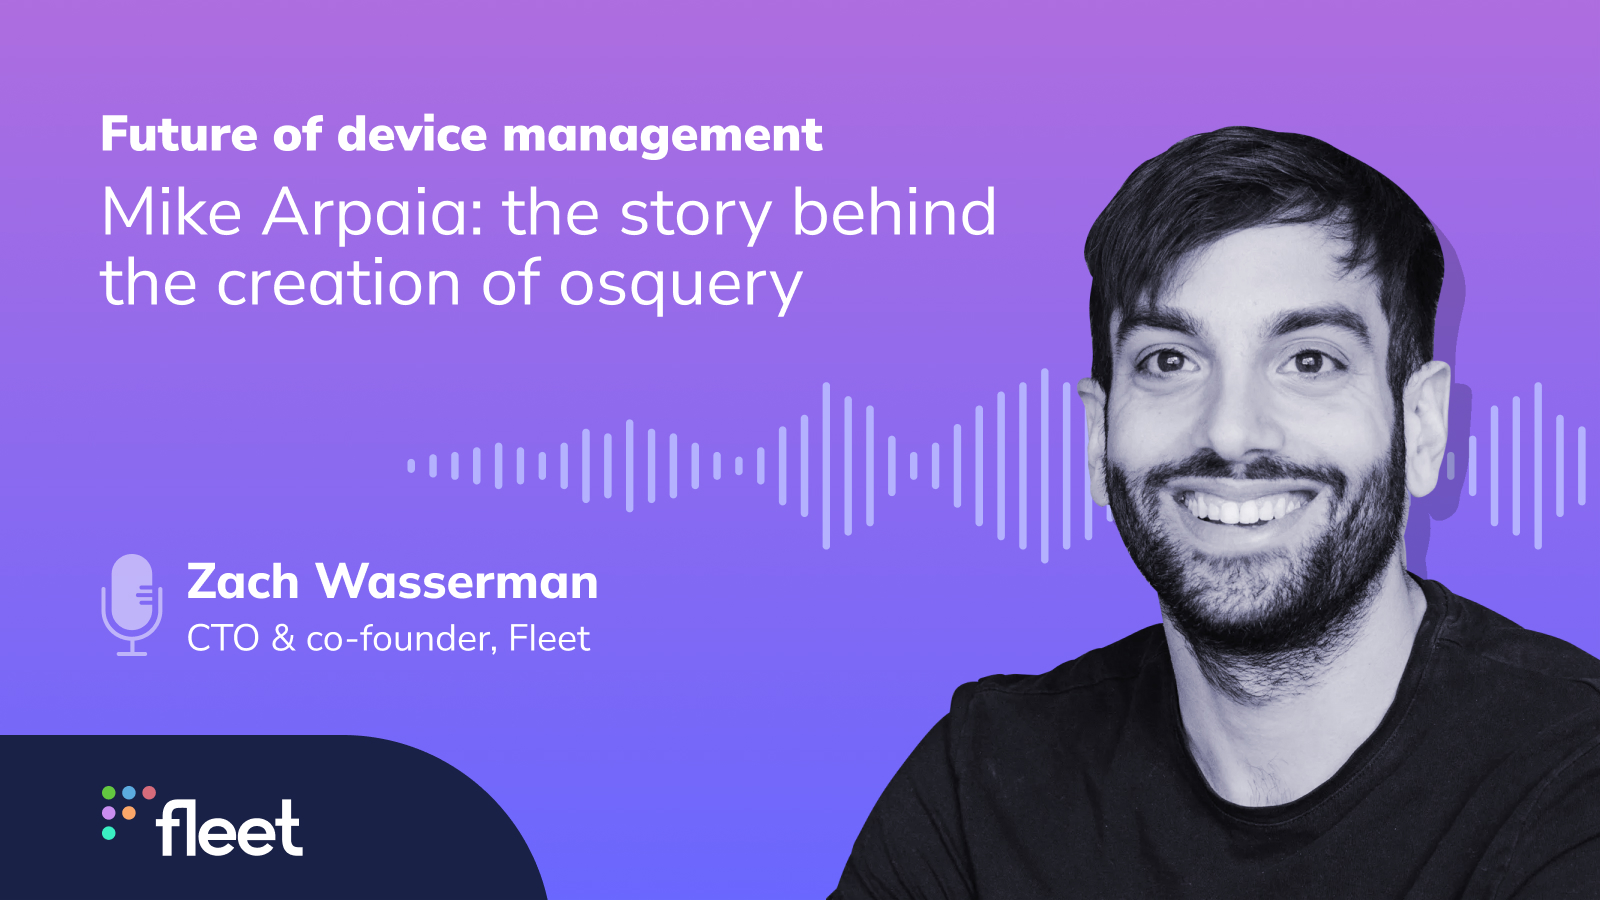 Future of device management
Mike Arpaia: the story behind
the creation of osquery
Zach Wasserman
CTO & co-founder, Fleet
fleet